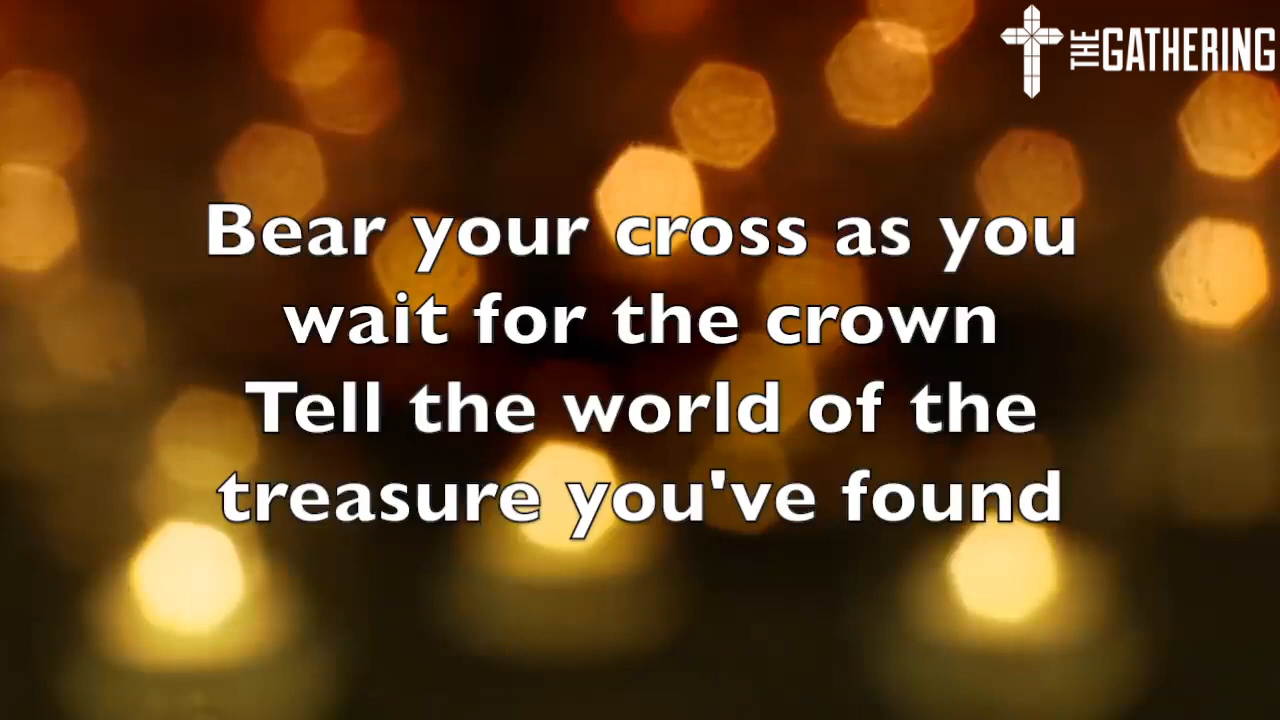 THE GATHERING
Bear your cross as you
wait for the crown
Tell the world of the
treasure you've found